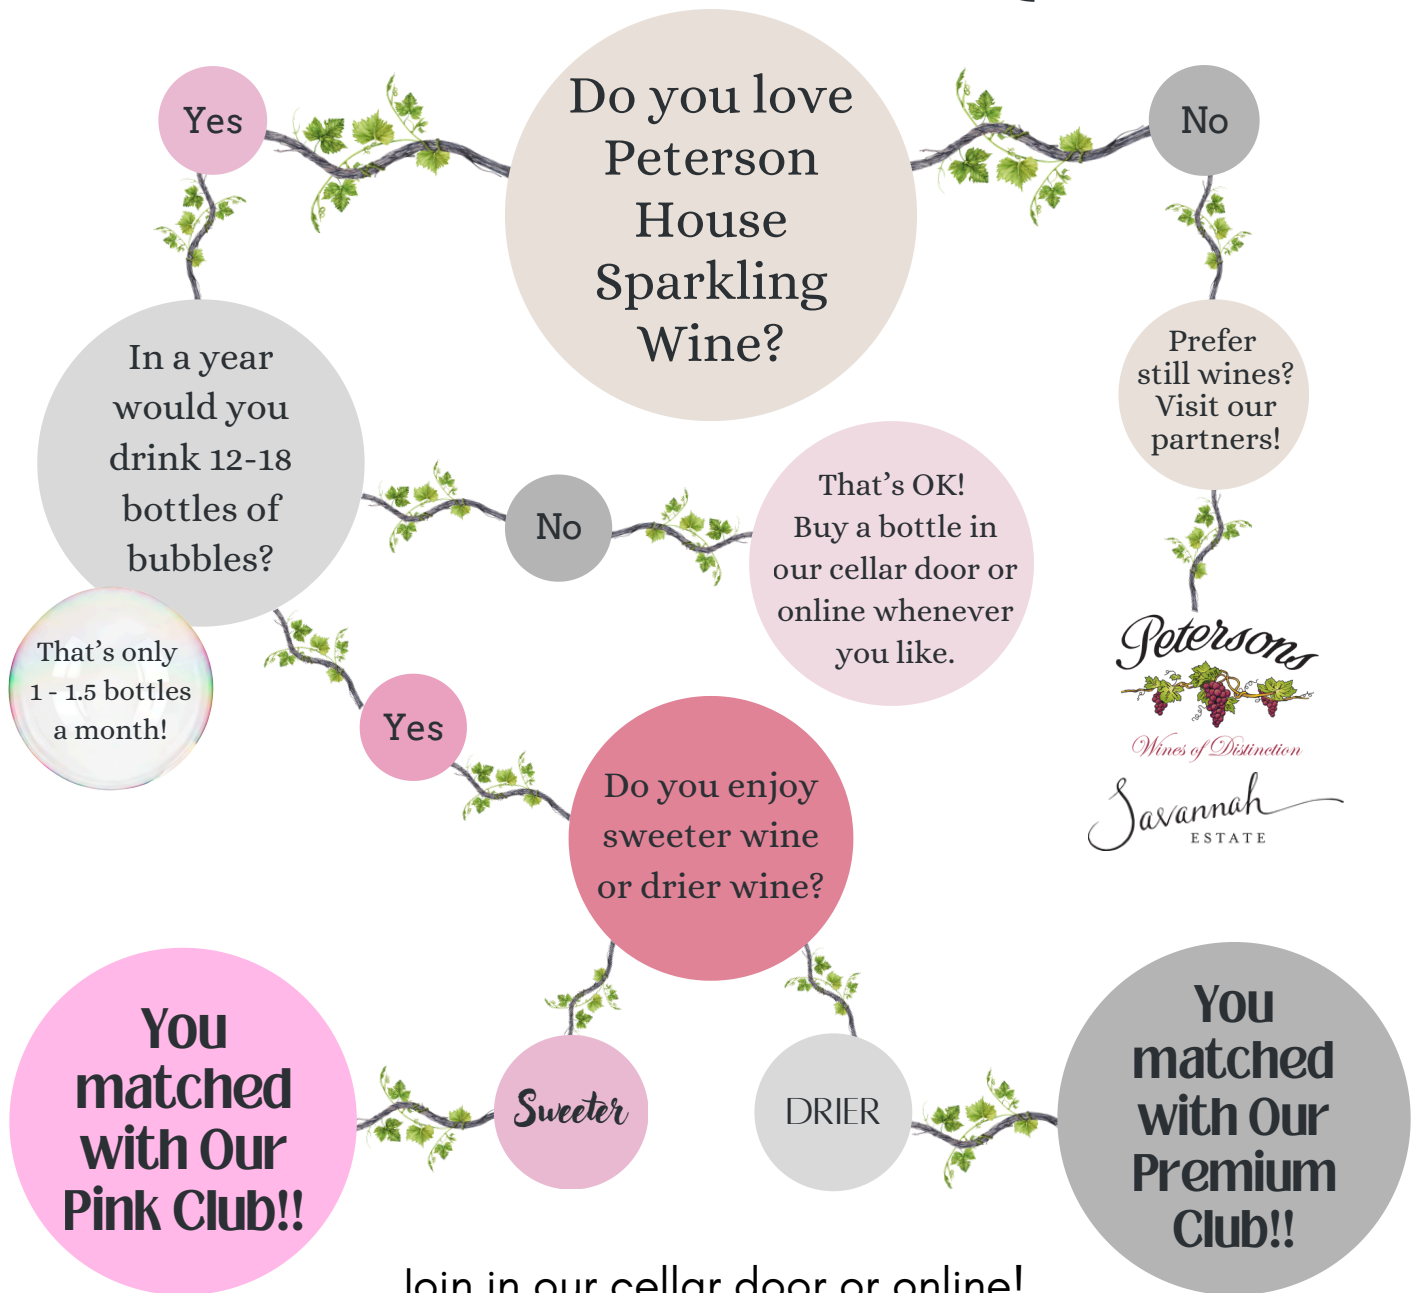 Do you love
Peterson
House
Sparkling
Wine?
Yes
No
In a year
would you
drink 12-18
bottles of
bubbles?
That's only
1 - 1.5 bottles
a month!
No
That's OK!
Buy a bottle in
our cellar door or
online whenever
you like.
Prefer
still wines?
Visit our
partners!
Petersons
Wines of Distinction
Savannah
ESTATE
Yes
Do you enjoy
sweeter wine
or drier wine?
Sweeter
DRIER
You
matched
with Our
Pink Club!!
You
matched
with Our
Premium
Club!!
Join in our cellar door or online!